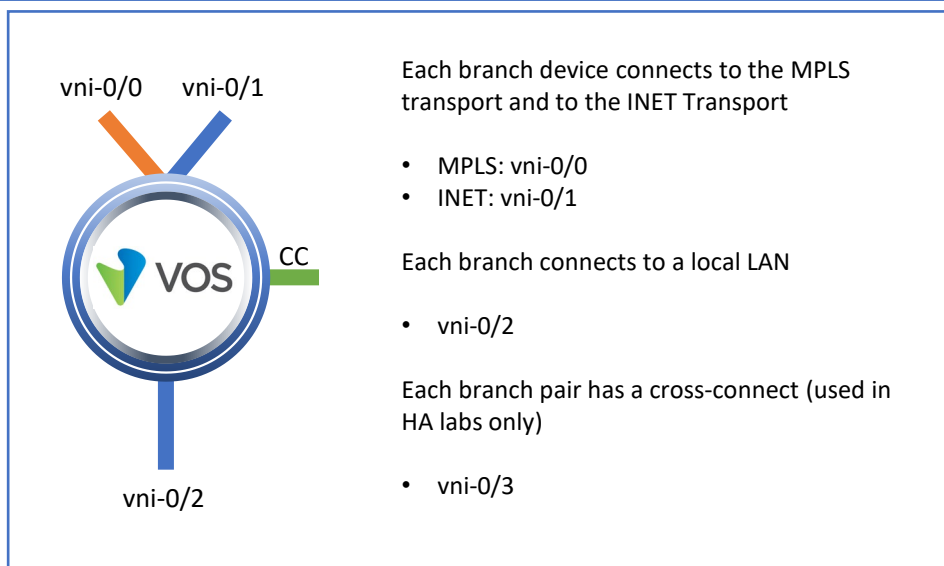 vni-0/0 vni-0/1
CC
VOS
vni-0/2
Each branch device connects to the MPLS
transport and to the INET Transport
• MPLS: vni-0/0
• INET: vni-0/1
Each branch connects to a local LAN
• vni-0/2
Each branch pair has a cross-connect (used in
HA labs only)
• vni-0/3